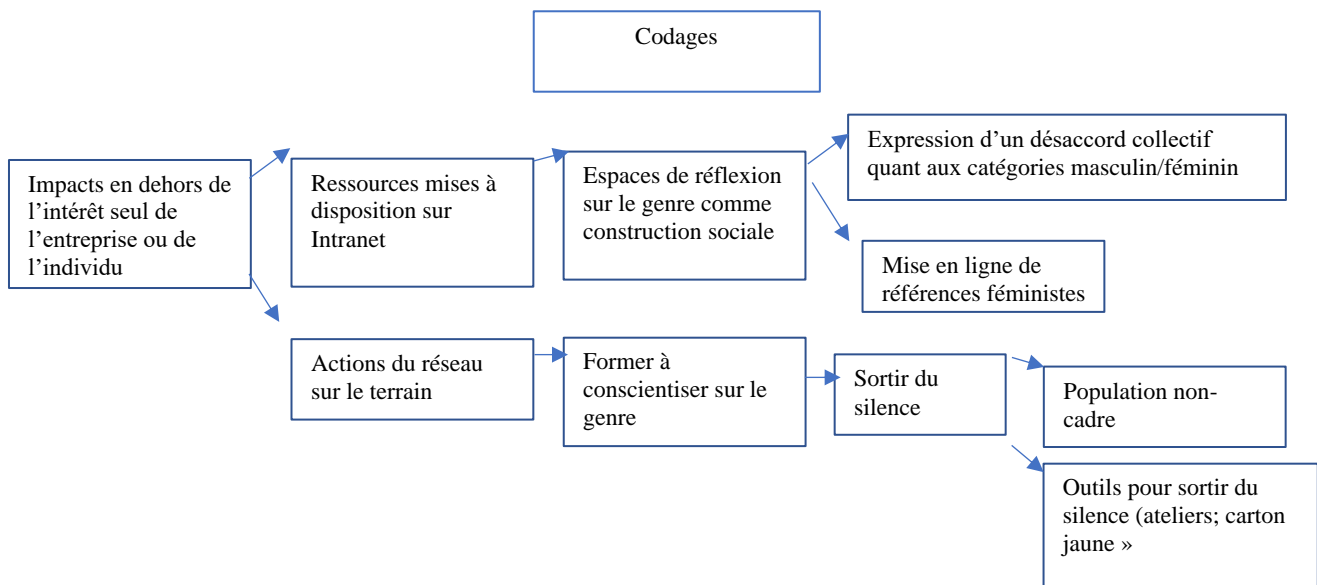 Codages
Impacts en dehors de
l’intérêt seul de
l’entreprise ou de
l’individu
Ressources mises à
disposition sur
Intranet
Espaces de réflexion
sur le genre comme
construction sociale
Expression d’un désaccord collectif
quant aux catégories masculin/féminin
Mise en ligne de
références féministes
Actions du réseau
sur le terrain
Former à
conscientiser sur le
genre
Sortir du
silence
Population non-
cadre
Outils pour sortir du
silence (ateliers; carton
jaune »